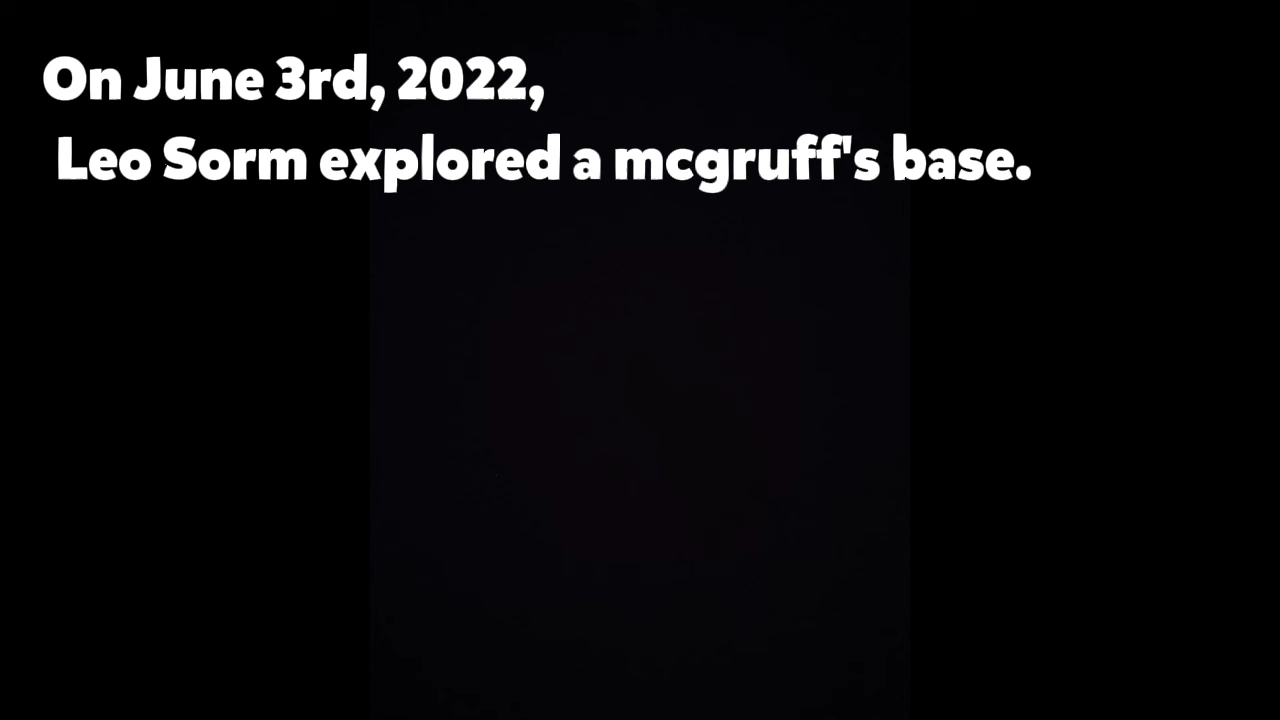 On June 3rd, 2022,
Leo Sorm explored a mcgruff's base.